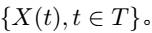 {X(t), t ∈ T}。